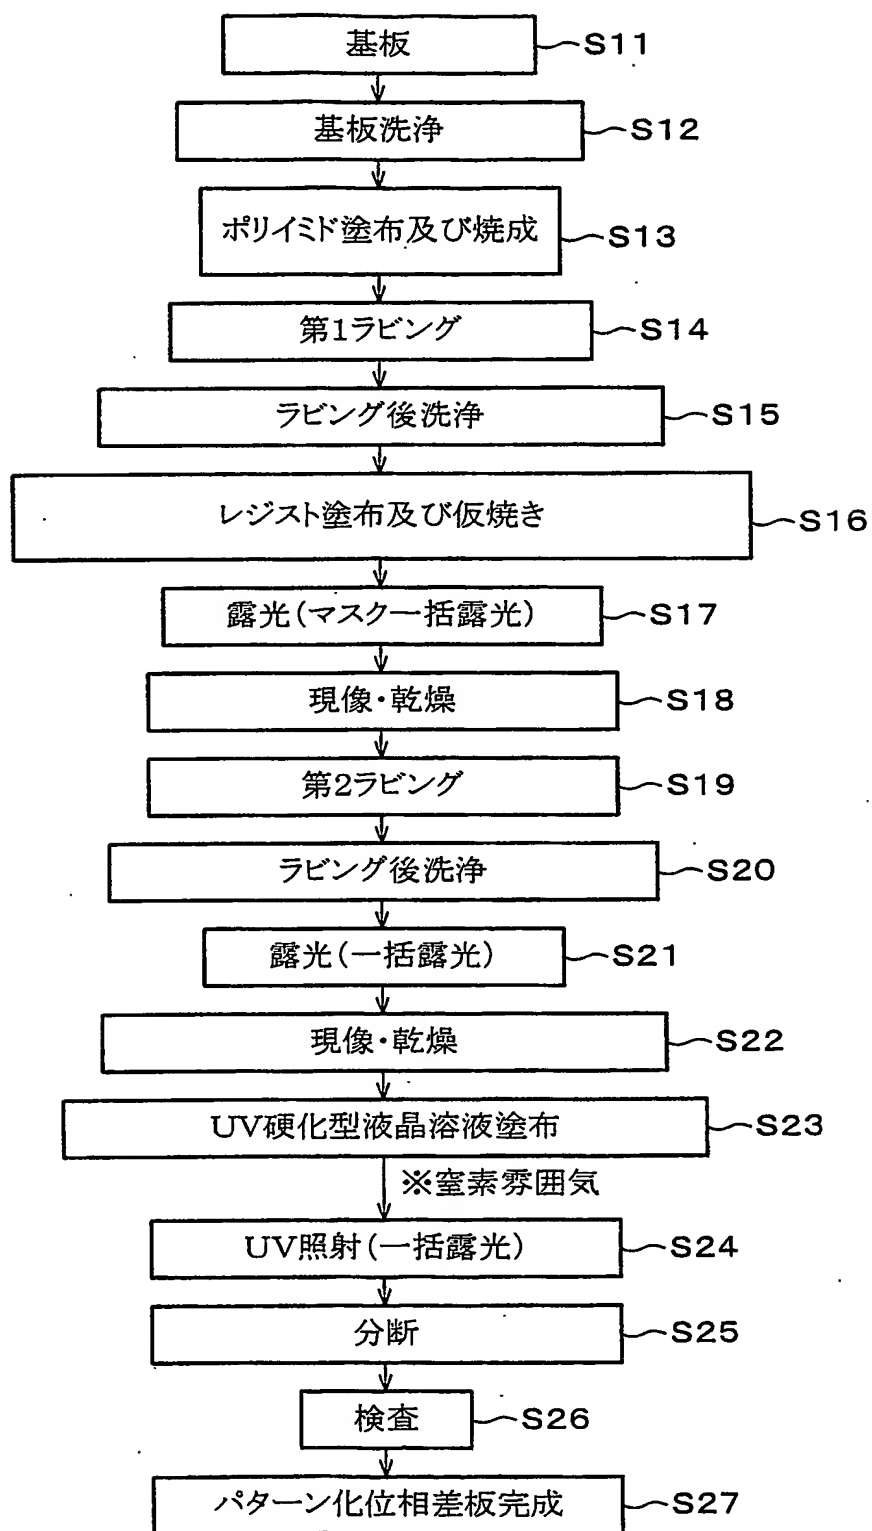 基板 S11
基板洗浄 S12
ポリイミド塗布及び焼成 S13
第1ラビング S14
ラビング後洗浄 S15
レジスト塗布及び仮焼き S16
露光(マスク一括露光) S17
現像・乾燥 S18
第2ラビング S19
ラビング後洗浄 S20
露光(一括露光) S21
現像・乾燥 S22
UV硬化型液晶溶液塗布 S23
※窒素雰囲気
UV照射(一括露光) S24
分断 S25
検査 S26
パターン化位相差板完成 S27